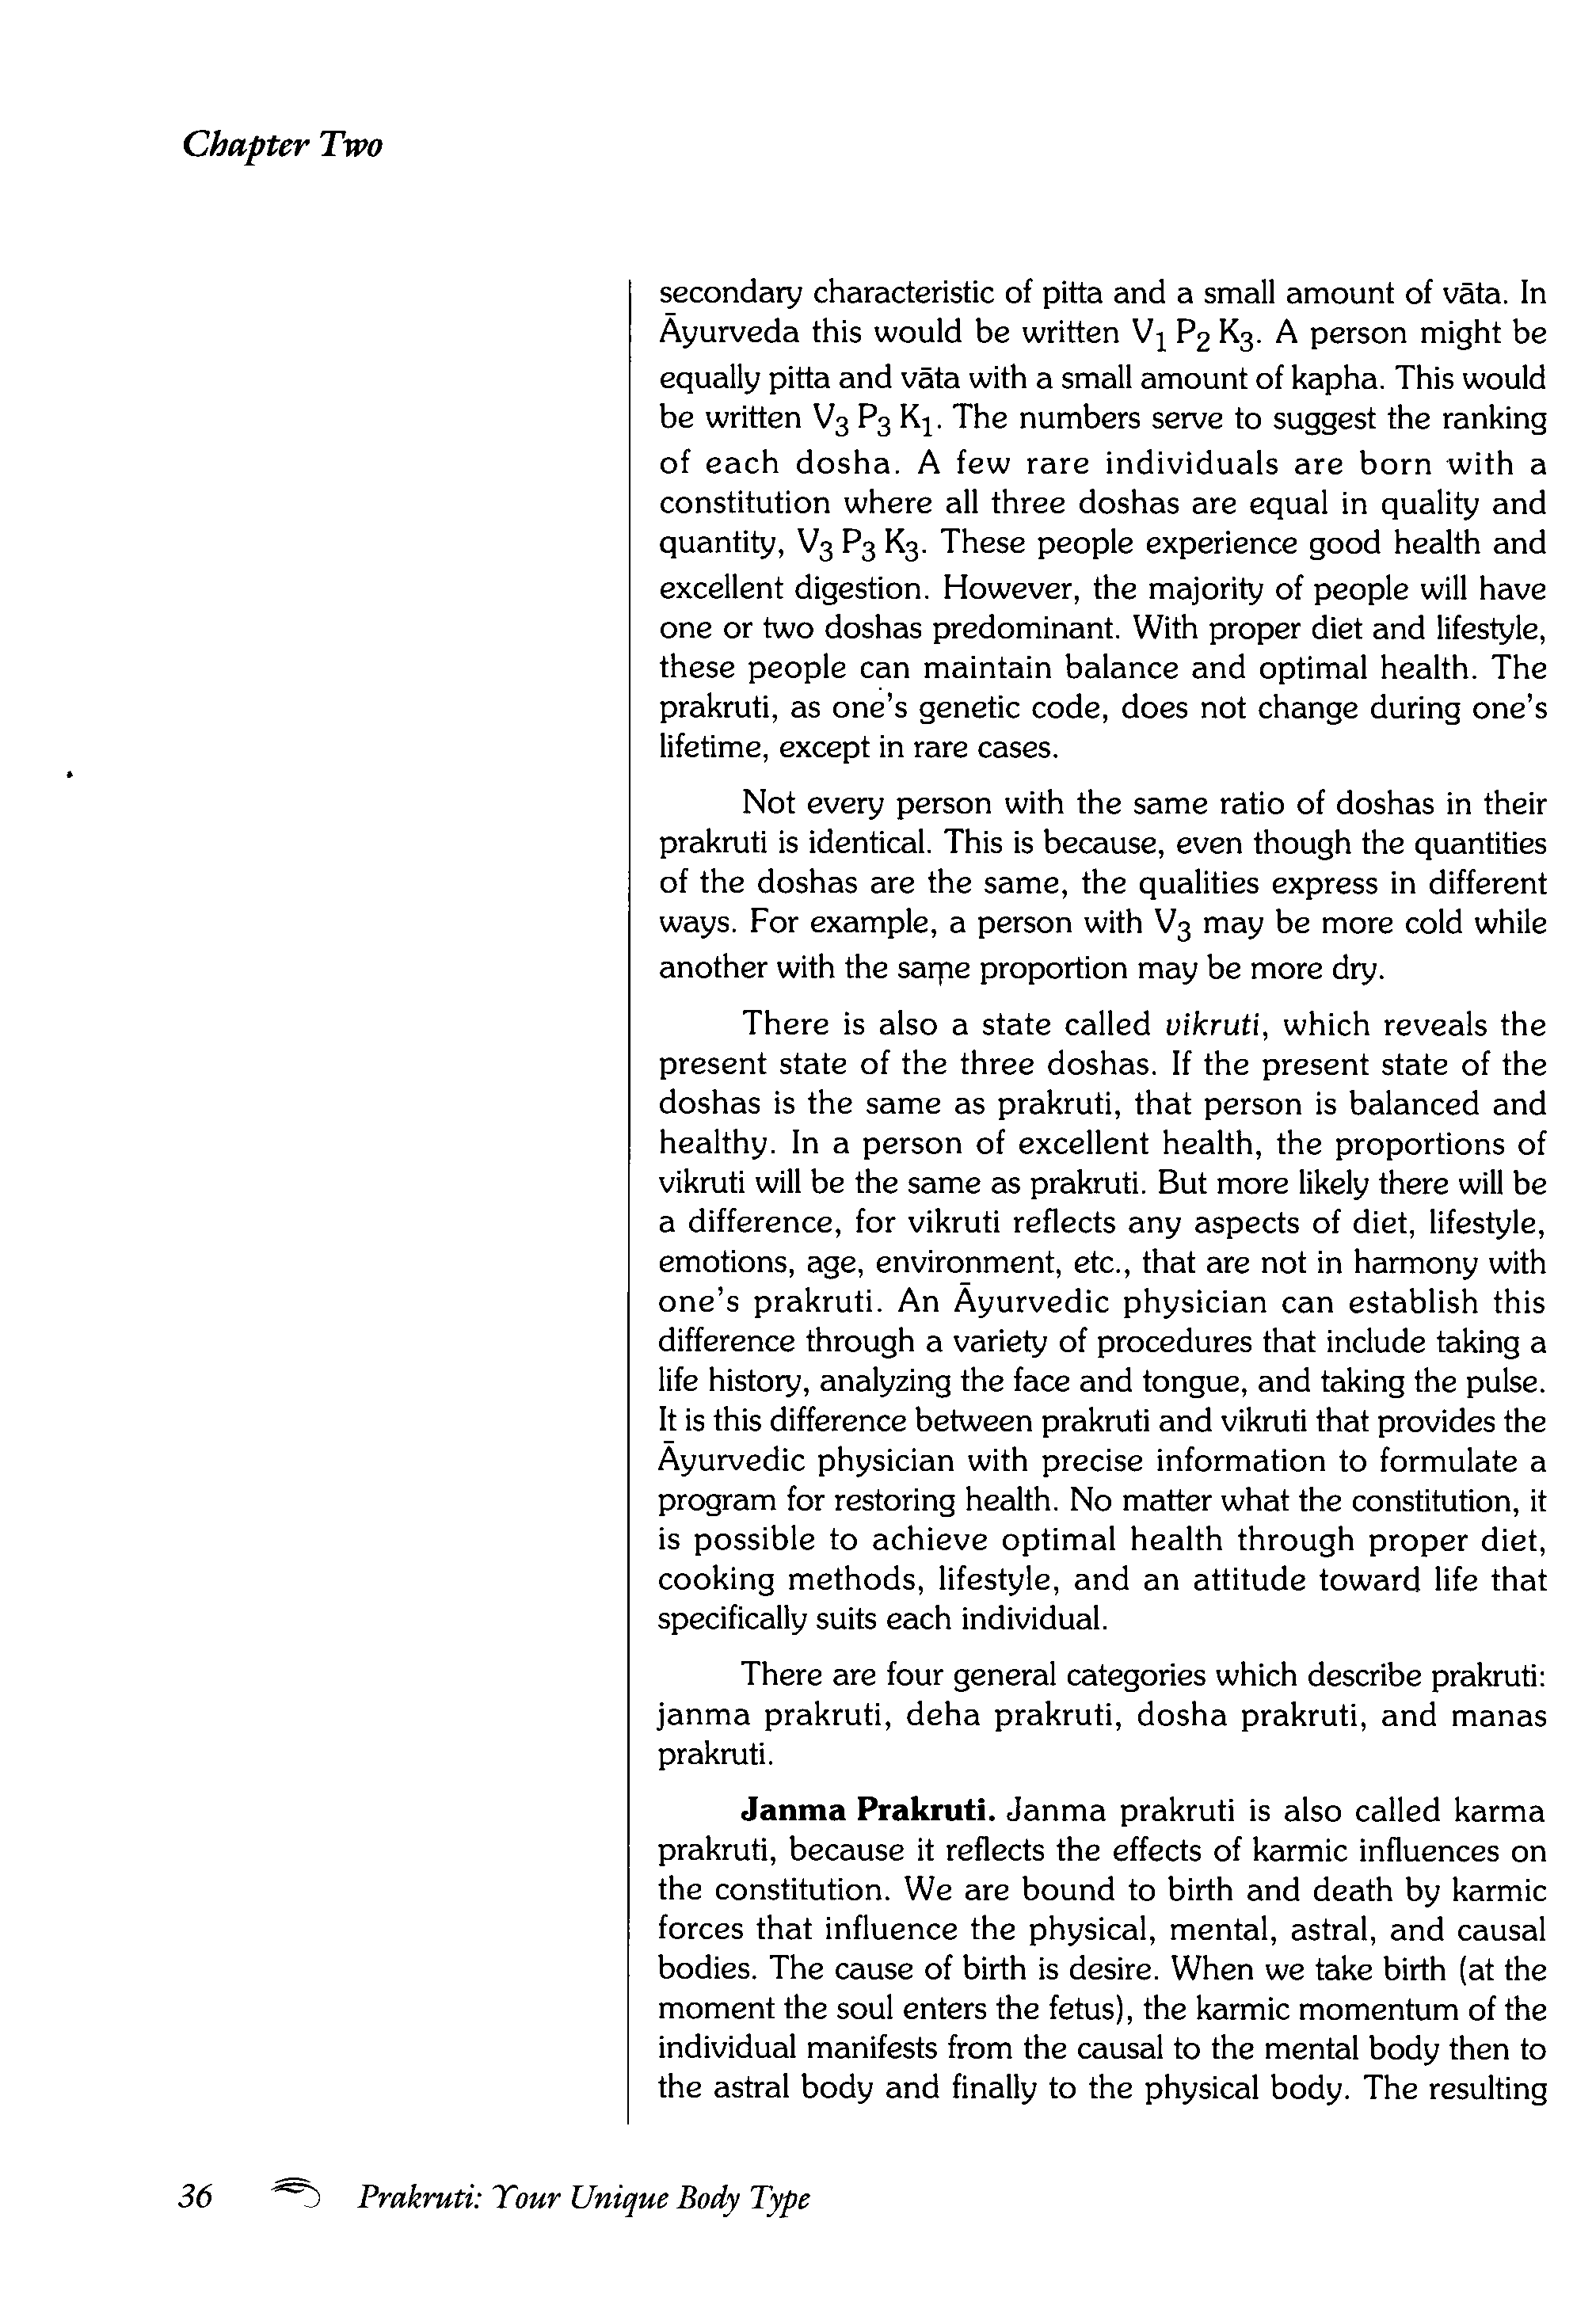 Chapter Two
secondary characteristic of pitta and a small amount of vāta. In
Āyurveda this would be written V₁ P₂ K₃. A person might be
equally pitta and vāta with a small amount of kapha. This would
be written V₃ P₃ K₁. The numbers serve to suggest the ranking
of each dosha. A few rare individuals are born with a
constitution where all three doshas are equal in quality and
quantity, V₃ P₃ K₃. These people experience good health and
excellent digestion. However, the majority of people will have
one or two doshas predominant. With proper diet and lifestyle,
these people can maintain balance and optimal health. The
prakruti, as one's genetic code, does not change during one's
lifetime, except in rare cases.
Not every person with the same ratio of doshas in their
prakruti is identical. This is because, even though the quantities
of the doshas are the same, the qualities express in different
ways. For example, a person with V₃ may be more cold while
another with the same proportion may be more dry.
There is also a state called vikruti, which reveals the
present state of the three doshas. If the present state of the
doshas is the same as prakruti, that person is balanced and
healthy. In a person of excellent health, the proportions of
vikruti will be the same as prakruti. But more likely there will be
a difference, for vikruti reflects any aspects of diet, lifestyle,
emotions, age, environment, etc., that are not in harmony with
one's prakruti. An Āyurvedic physician can establish this
difference through a variety of procedures that include taking a
life history, analyzing the face and tongue, and taking the pulse.
It is this difference between prakruti and vikruti that provides the
Āyurvedic physician with precise information to formulate a
program for restoring health. No matter what the constitution, it
is possible to achieve optimal health through proper diet,
cooking methods, lifestyle, and an attitude toward life that
specifically suits each individual.
There are four general categories which describe prakruti:
janma prakruti, deha prakruti, dosha prakruti, and manas
prakruti.
Janma Prakruti. Janma prakruti is also called karma
prakruti, because it reflects the effects of karmic influences on
the constitution. We are bound to birth and death by karmic
forces that influence the physical, mental, astral, and causal
bodies. The cause of birth is desire. When we take birth (at the
moment the soul enters the fetus), the karmic momentum of the
individual manifests from the causal to the mental body then to
the astral body and finally to the physical body. The resulting
36 Prakruti: Your Unique Body Type